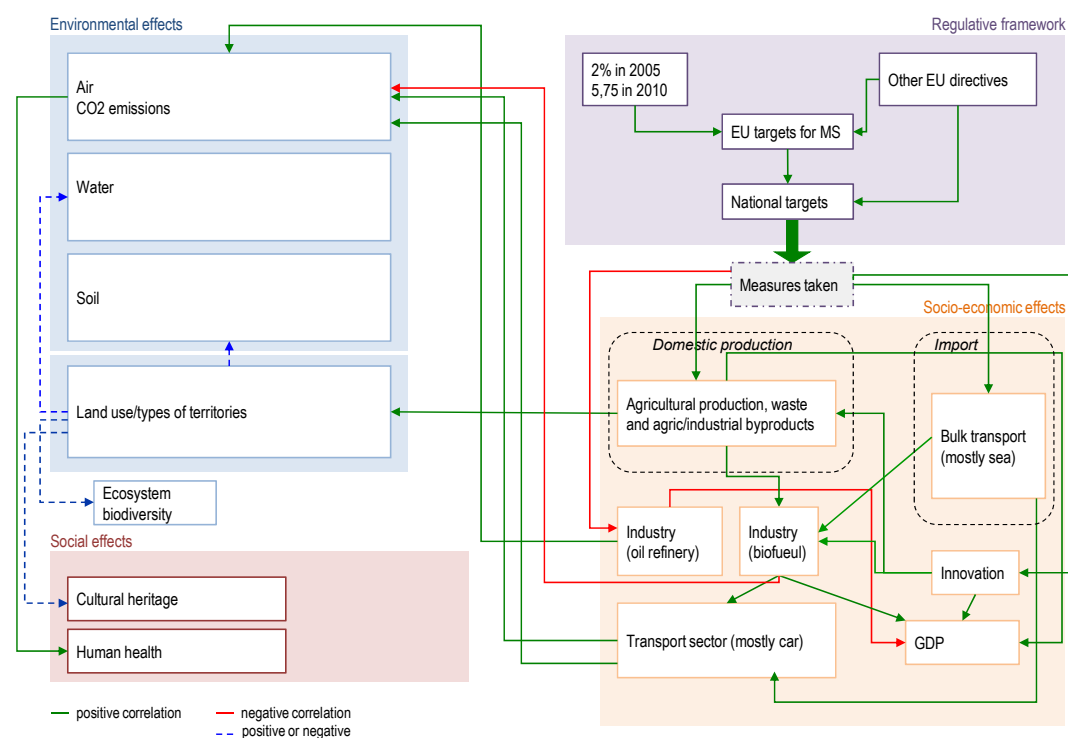 Environmental effects
Regulative framework
Air
CO2 emissions
Water
Soil
Land use/types of territories
Ecosystem
biodiversity
Social effects
Cultural heritage
Human health
2% in 2005
5,75 in 2010
Other EU directives
EU targets for MS
National targets
Measures taken
Socio-economic effects
Domestic production
Import
Agricultural production, waste
and agric/industrial byproducts
Bulk transport
(mostly sea)
Industry
(oil refinery)
Industry
(biofueul)
Innovation
Transport sector (mostly car)
GDP
positive correlation
negative correlation
positive or negative